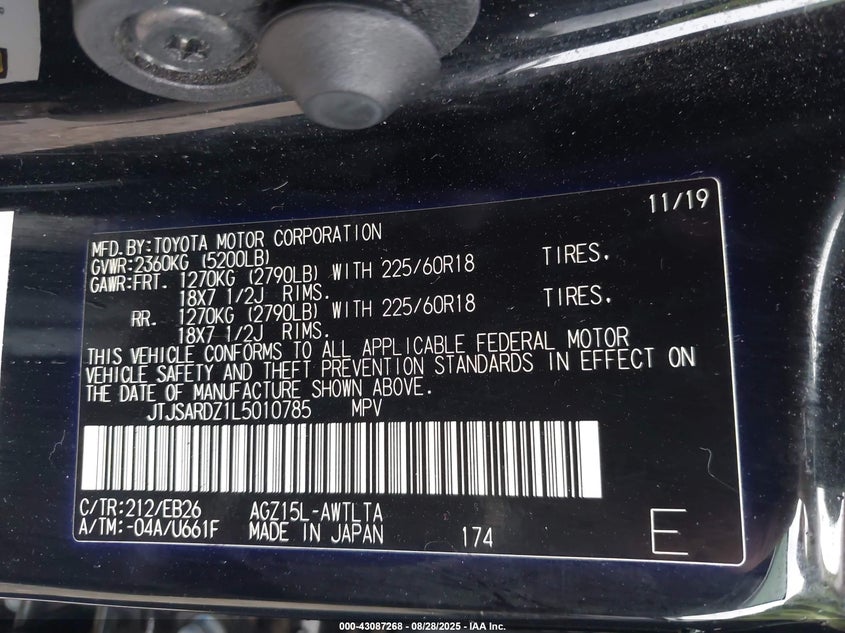 11/19
MFD. BY:TOYOTA MOTOR CORPORATION
GVWR:2360KG (5200LB)
GAWR:FRT. 1270KG (2790LB) WITH 225/60R18 TIRES.
18X7 1/2J RIMS.
RR. 1270KG (2790LB) WITH 225/60R18 TIRES.
18X7 1/2J RIMS.
THIS VEHICLE CONFORMS TO ALL APPLICABLE FEDERAL MOTOR
VEHICLE SAFETY AND THEFT PREVENTION STANDARDS IN EFFECT ON
THE DATE OF MANUFACTURE SHOWN ABOVE.
JTJSARDZ1L5010785 MPV
C/TR:212/EB26 AGZ15L-AWTLTA
A/TM:-04A/U661F MADE IN JAPAN 174 E
000-43087268 - 08/28/2025 - IAA Inc.